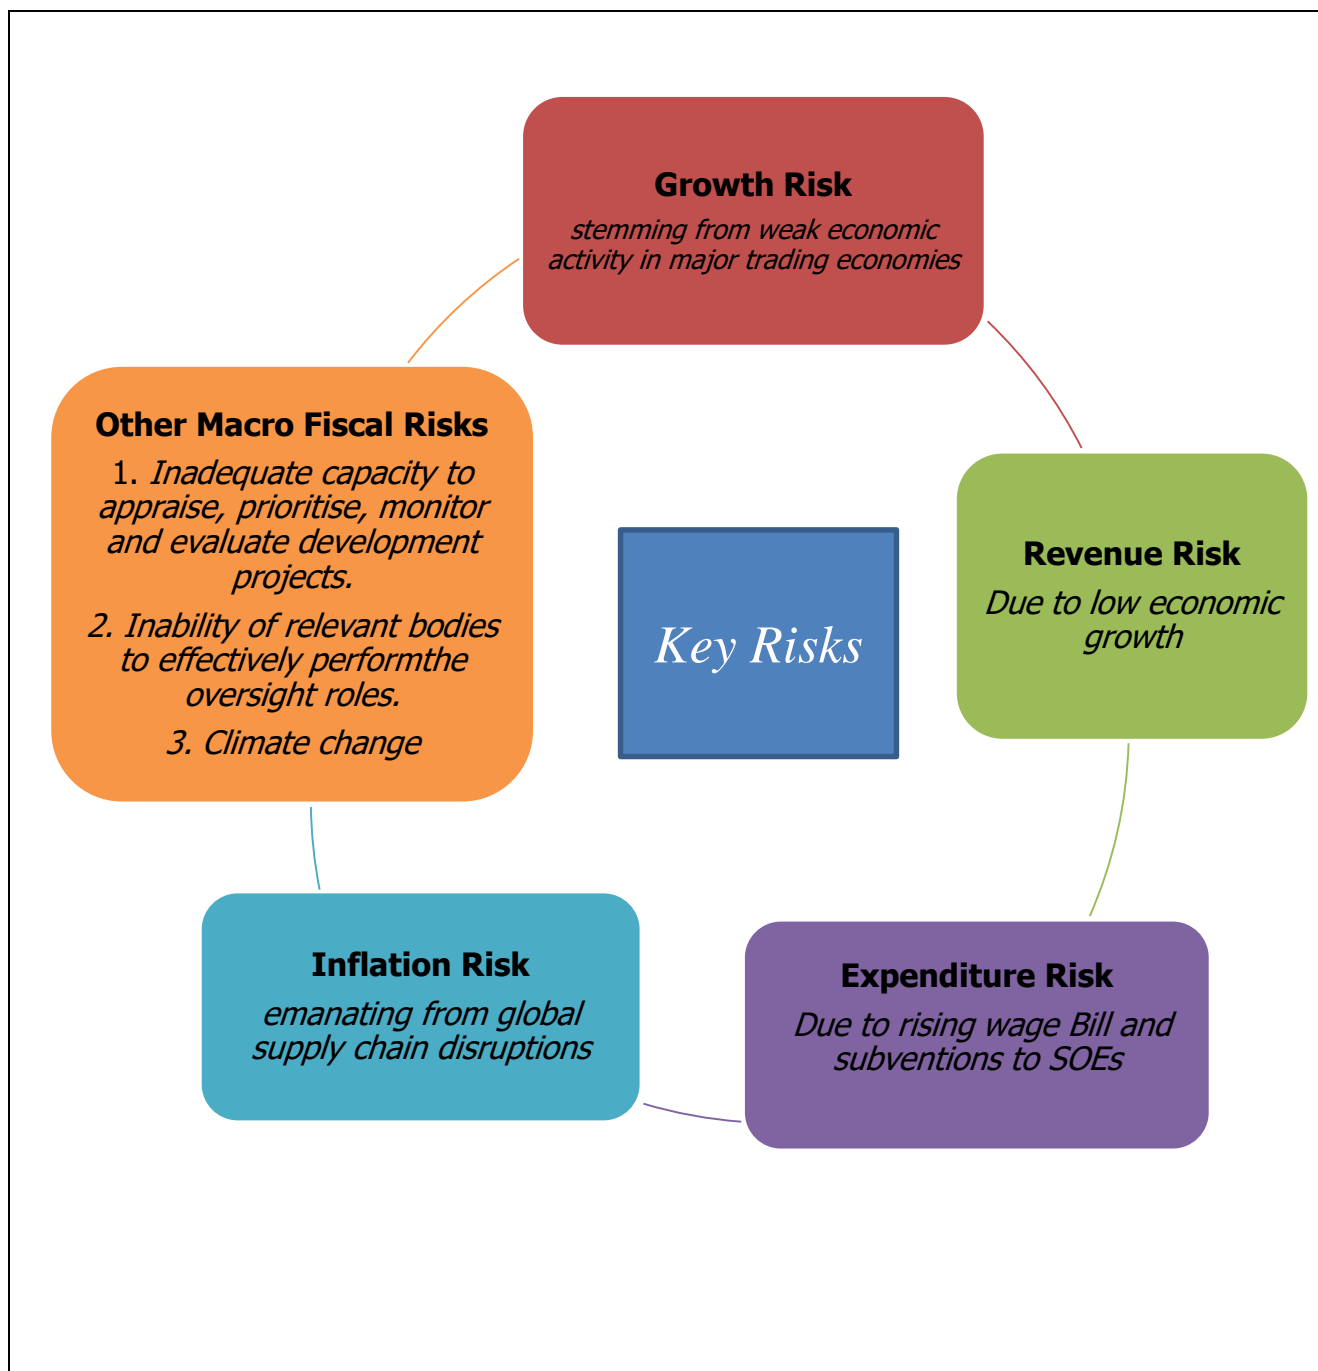 Growth Risk
stemming from weak economic
activity in major trading economies
Revenue Risk
Due to low economic
growth
Expenditure Risk
Due to rising wage Bill and
subventions to SOEs
Inflation Risk
emanating from global
supply chain disruptions
Other Macro Fiscal Risks
1. Inadequate capacity to
appraise, prioritise, monitor
and evaluate development
projects.
2. Inability of relevant bodies
to effectively performthe
oversight roles.
3. Climate change
Key Risks